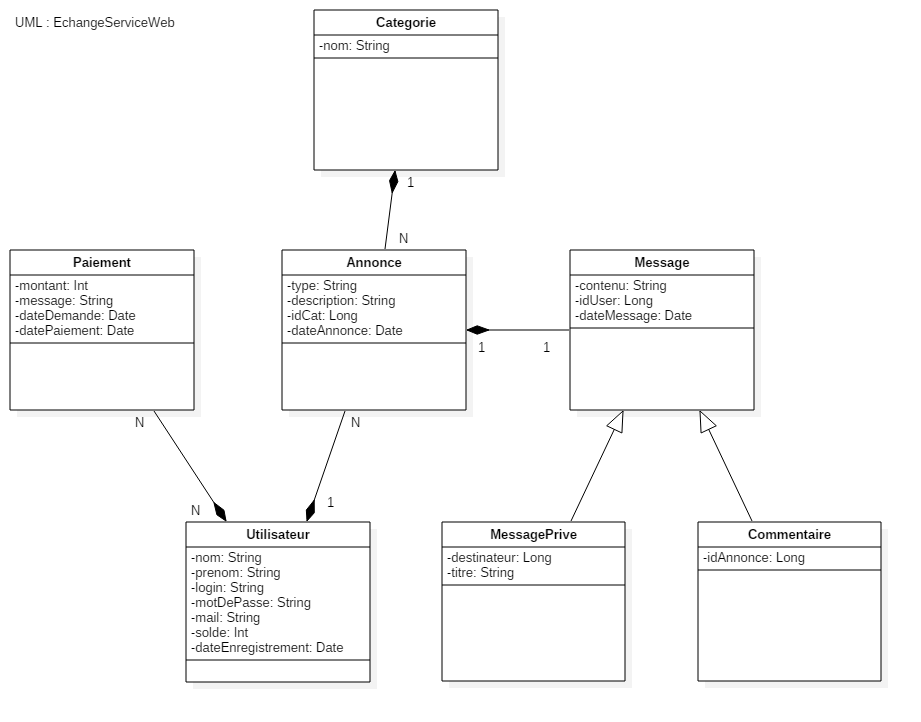 UML : EchangeServiceWeb
Categorie
-nom: String
1
N
Paiement
-montant: Int
-message: String
-dateDemande: Date
-datePaiement: Date
Annonce
-type: String
-description: String
-idCat: Long
-dateAnnonce: Date
1
1
Message
-contenu: String
-idUser: Long
-dateMessage: Date
N
N
N
1
Utilisateur
-nom: String
-prenom: String
-login: String
-motDePasse: String
-mail: String
-solde: Int
-dateEnregistrement: Date
MessagePrive
-destinateur: Long
-titre: String
Commentaire
-idAnnonce: Long